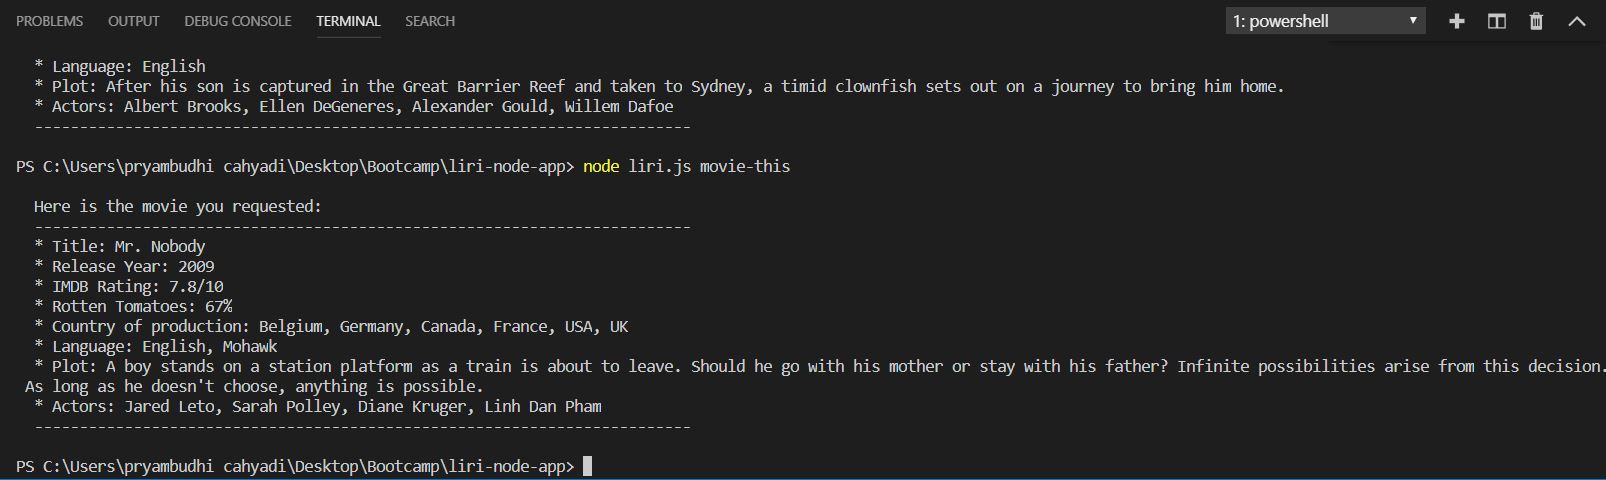 PROBLEMS OUTPUT DEBUG CONSOLE TERMINAL SEARCH 1: powershell
* Language: English
* Plot: After his son is captured in the Great Barrier Reef and taken to Sydney, a timid clownfish sets out on a journey to bring him home.
* Actors: Albert Brooks, Ellen DeGeneres, Alexander Gould, Willem Dafoe
-------------------------------------------------------------------------
PS C:\Users\pryambudhi cahyadi\Desktop\Bootcamp\liri-node-app> node liri.js movie-this
Here is the movie you requested:
-------------------------------------------------------------------------
* Title: Mr. Nobody
* Release Year: 2009
* IMDB Rating: 7.8/10
* Rotten Tomatoes: 67%
* Country of production: Belgium, Germany, Canada, France, USA, UK
* Language: English, Mohawk
* Plot: A boy stands on a station platform as a train is about to leave. Should he go with his mother or stay with his father? Infinite possibilities arise from this decision.
As long as he doesn't choose, anything is possible.
* Actors: Jared Leto, Sarah Polley, Diane Kruger, Linh Dan Pham
-------------------------------------------------------------------------
PS C:\Users\pryambudhi cahyadi\Desktop\Bootcamp\liri-node-app>